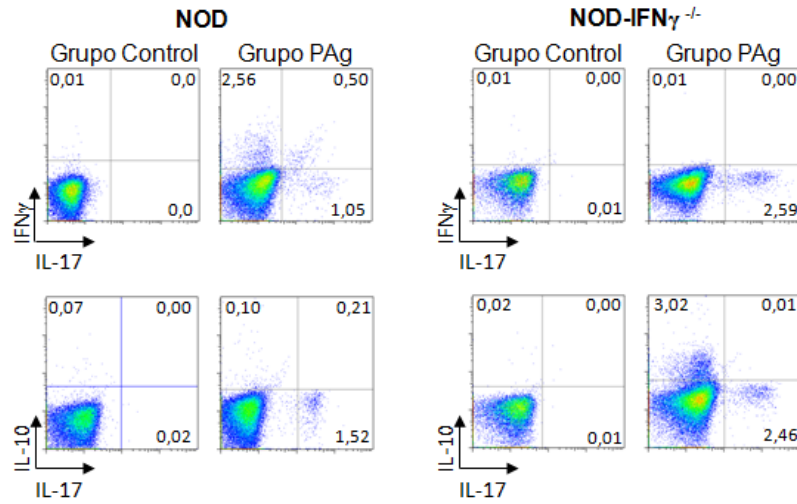 NOD
NOD-IFNγ -/-
Grupo Control
Grupo PAg
Grupo Control
Grupo PAg
0,01 0,0
2,56 0,50
0,01 0,00
0,01 0,00
0,0
1,05
0,01
2,59
IFNγ
IL-17
IFNγ
IL-17
0,07 0,00
0,10 0,21
0,02 0,00
3,02 0,01
0,02
1,52
0,01
2,46
IL-10
IL-17
IL-10
IL-17